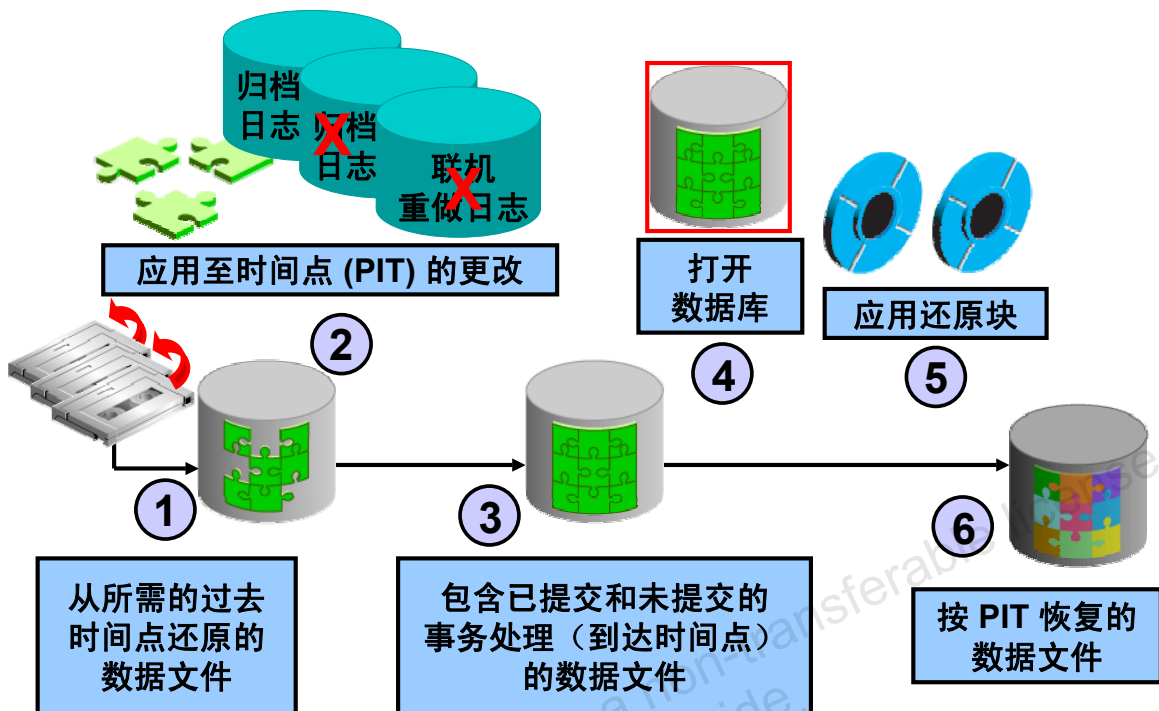 归档
日志
归档
日志
联机
重做日志
应用至时间点 (PIT) 的更改
打开
数据库
应用还原块
2
4
5
1
3
6
从所需的过去
时间点还原的
数据文件
包含已提交和未提交的
事务处理（到达时间点）
的数据文件
按 PIT 恢复的
数据文件
a non-transferable license